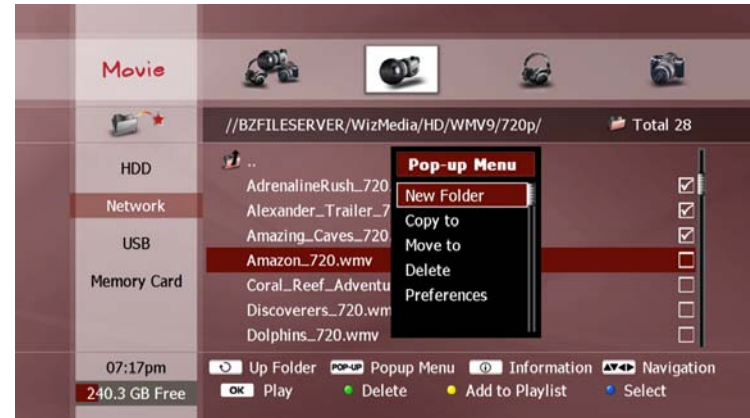 Movie
//BZFILESERVER/WizMedia/HD/WMV9/720p/
Total 28
HDD
Network
USB
Memory Card
..
AdrenalineRush_720
Alexander_Trailer_7
Amazing_Caves_720
Amazon_720.wmv
Coral_Reef_Adventu
Discoverers_720.wm
Dolphins_720.wmv
Pop-up Menu
New Folder
Copy to
Move to
Delete
Preferences
07:17pm
240.3 GB Free
Up Folder POP-UP Popup Menu Information Navigation
OK Play Delete Add to Playlist Select